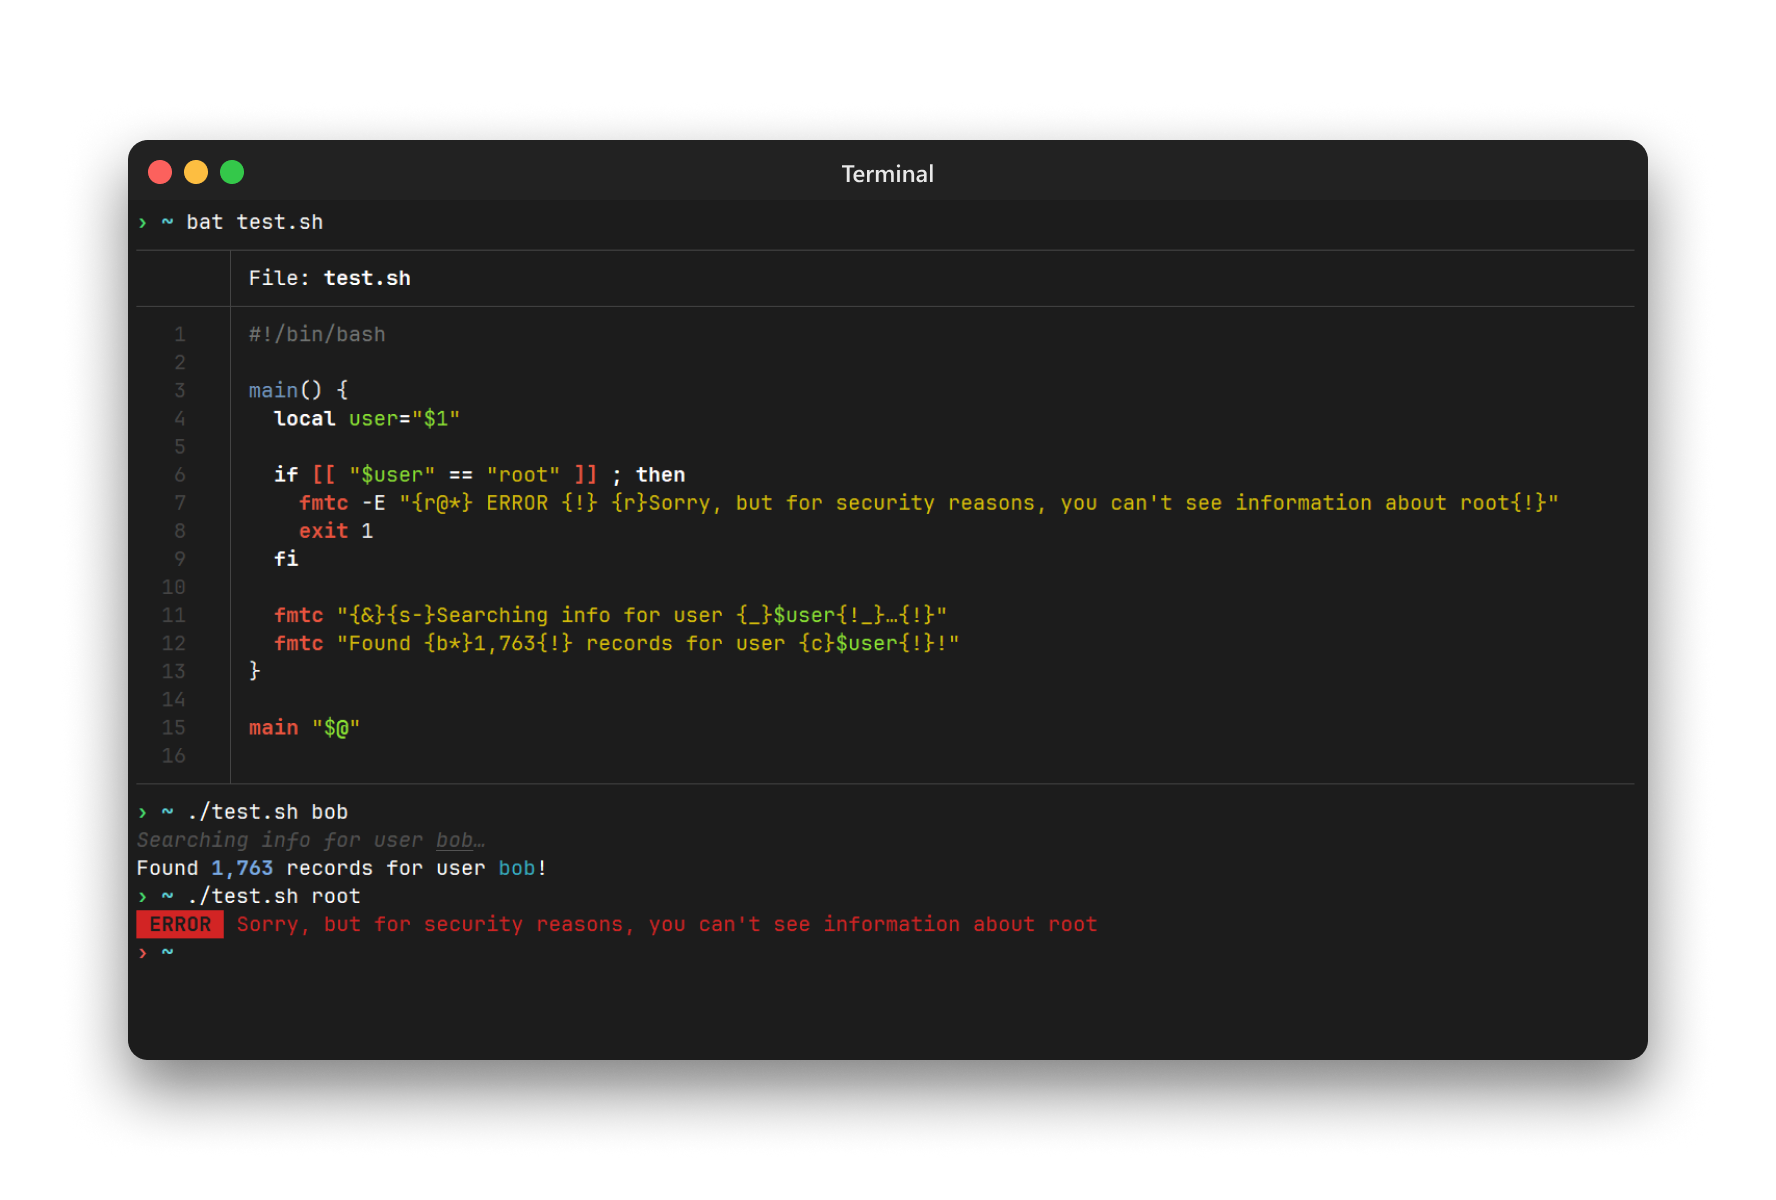 Terminal
› ~ bat test.sh
File: test.sh
1 #!/bin/bash
2
3 main() {
4   local user="$1"
5
6   if [[ "$user" == "root" ]] ; then
7     fmtc -E "{r@*} ERROR {!} {r}Sorry, but for security reasons, you can't see information about root{!}"
8     exit 1
9   fi
10
11   fmtc "{&}{s-}Searching info for user {_}$user{!_}…{!}"
12   fmtc "Found {b*}1,763{!} records for user {c}$user{!}!"
13 }
14
15 main "$@"
16
› ~ ./test.sh bob
Searching info for user bob…
Found 1,763 records for user bob!
› ~ ./test.sh root
ERROR Sorry, but for security reasons, you can't see information about root
› ~